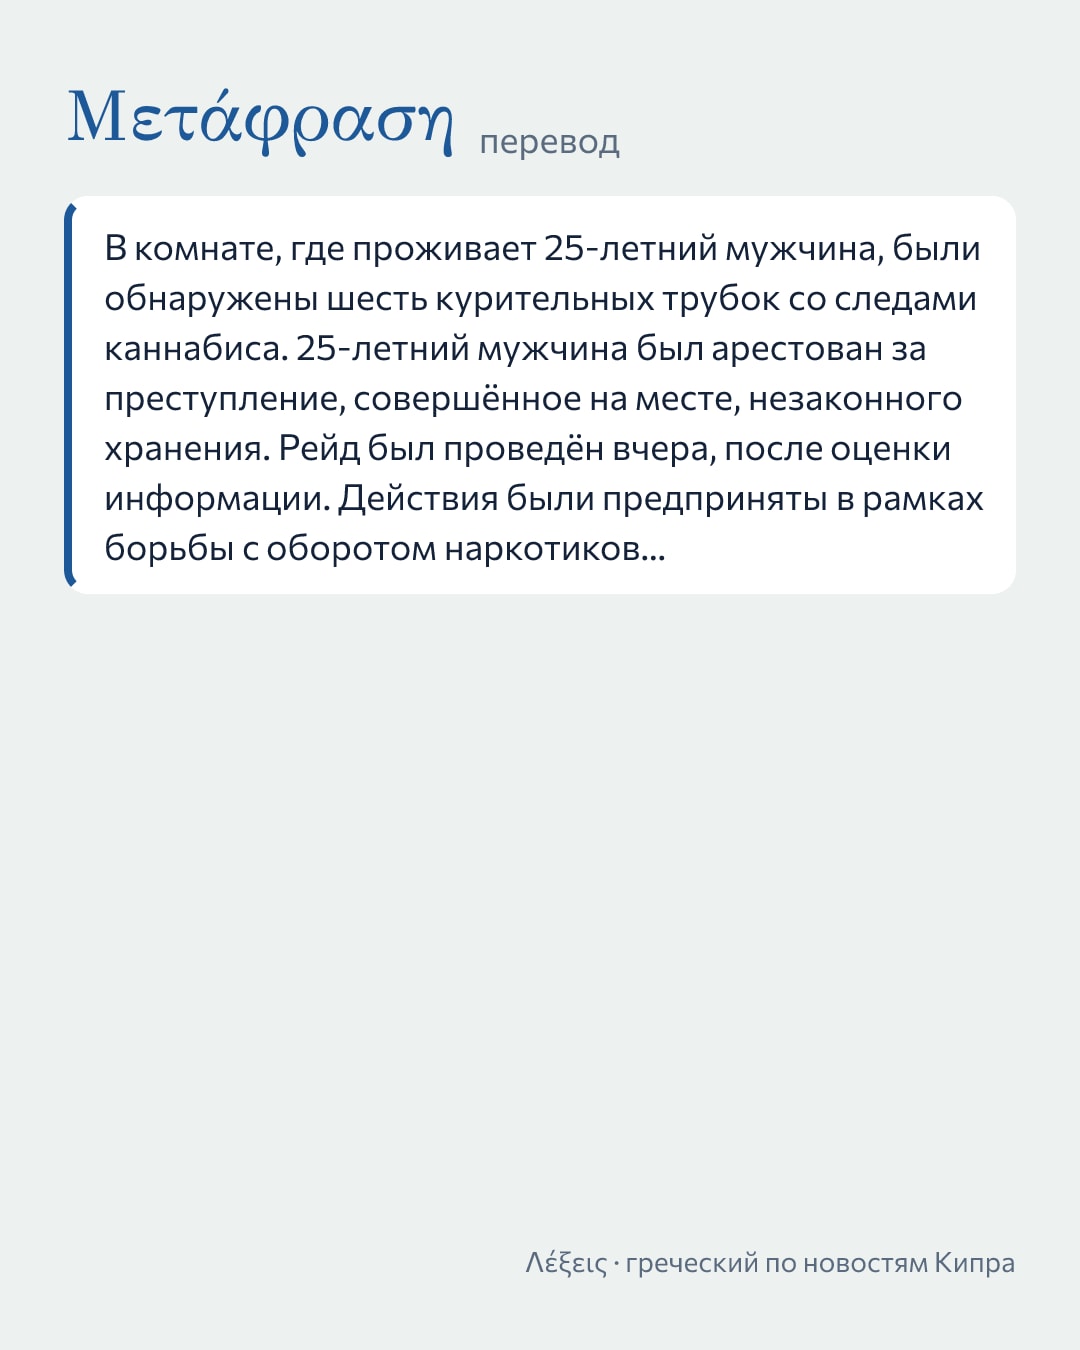 Μετάφραση перевод
В комнате, где проживает 25-летний мужчина, были
обнаружены шесть курительных трубок со следами
каннабиса. 25-летний мужчина был арестован за
преступление, совершённое на месте, незаконного
хранения. Рейд был проведён вчера, после оценки
информации. Действия были предприняты в рамках
борьбы с оборотом наркотиков...
Λέξεις · греческий по новостям Кипра